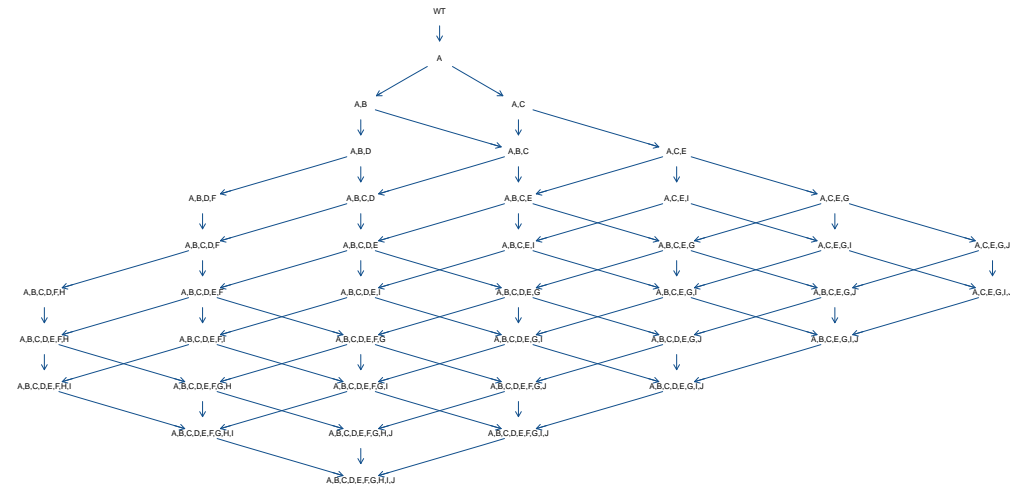 WT
A
A,B
A,C
A,B,D
A,B,C
A,C,E
A,B,D,F
A,B,C,D
A,B,C,E
A,C,E,I
A,C,E,G
A,B,C,D,F
A,B,C,D,E
A,B,C,E,I
A,B,C,E,G
A,C,E,G,I
A,C,E,G,J
A,B,C,D,F,H
A,B,C,D,E,F
A,B,C,D,E,I
A,B,C,D,E,G
A,B,C,E,G,I
A,B,C,E,G,J
A,C,E,G,I,J
A,B,C,D,E,F,H
A,B,C,D,E,F,I
A,B,C,D,E,F,G
A,B,C,D,E,G,I
A,B,C,D,E,G,J
A,B,C,E,G,I,J
A,B,C,D,E,F,H,I
A,B,C,D,E,F,G,H
A,B,C,D,E,F,G,I
A,B,C,D,E,F,G,J
A,B,C,D,E,G,I,J
A,B,C,D,E,F,G,H,I
A,B,C,D,E,F,G,H,J
A,B,C,D,E,F,G,I,J
A,B,C,D,E,F,G,H,I,J